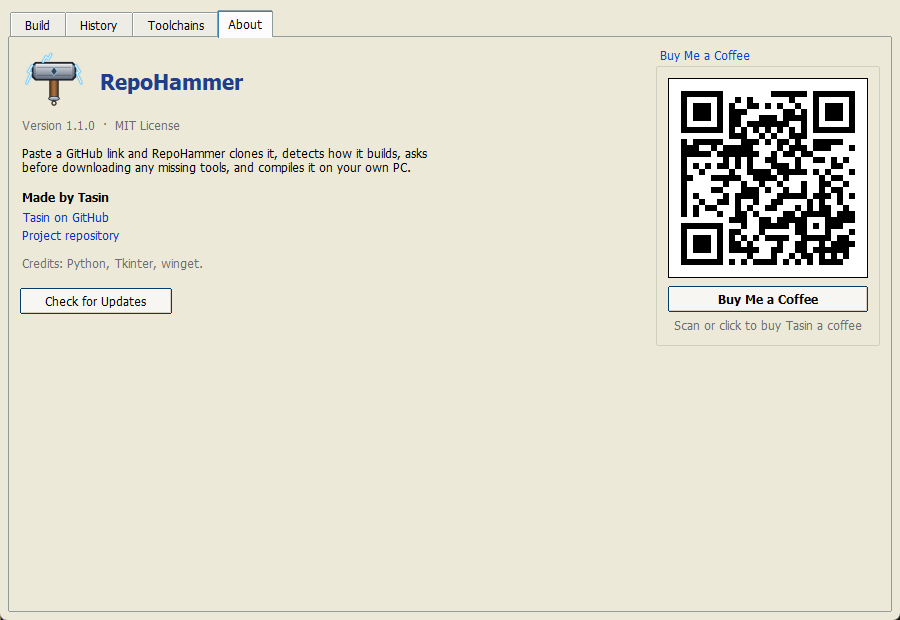 Build History Toolchains About
RepoHammer
Version 1.1.0 · MIT License
Paste a GitHub link and RepoHammer clones it, detects how it builds, asks
before downloading any missing tools, and compiles it on your own PC.
Made by Tasin
Tasin on GitHub
Project repository
Credits: Python, Tkinter, winget.
Check for Updates
Buy Me a Coffee
Buy Me a Coffee
Scan or click to buy Tasin a coffee